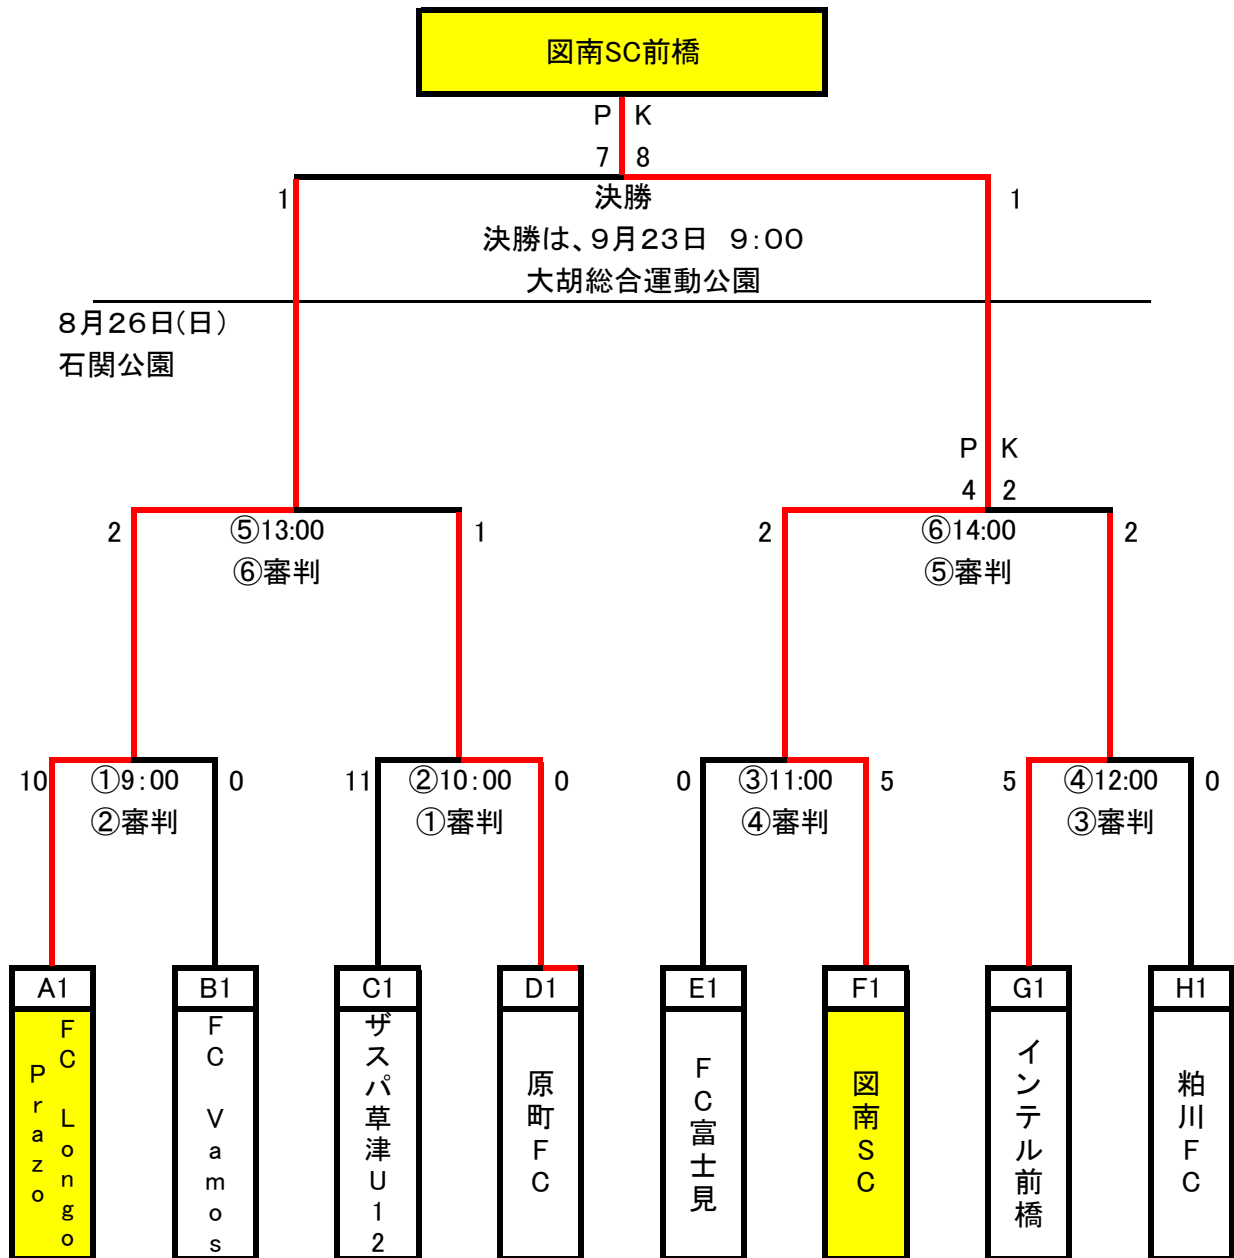 図南SC前橋
P K
7 8
1 1
決勝
決勝は、9月23日 9:00
大胡総合運動公園
8月26日(日)
石関公園
P K
4 2
2 ⑤13:00 1
⑥審判
2 ⑥14:00 2
⑤審判
10 ①9:00 0
②審判
11 ②10:00 0
①審判
0 ③11:00 5
④審判
5 ④12:00 0
③審判
A1
FC Longo
Prazo
B1
FC Vamos
C1
ザスパ草津U12
D1
原町FC
E1
FC富士見
F1
図南SC
G1
インテル前橋
H1
粕川FC